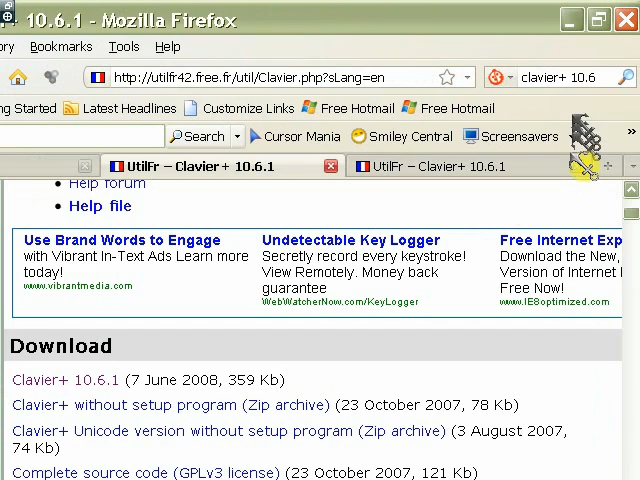 + 10.6.1 - Mozilla Firefox
ory Bookmarks Tools Help
http://utilfr42.free.fr/util/Clavier.php?sLang=en
clavier+ 10.6
ng Started Latest Headlines Customize Links Free Hotmail Free Hotmail
Search Cursor Mania Smiley Central Screensavers »
UtilFr − Clavier+ 10.6.1 UtilFr − Clavier+ 10.6.1
Help forum
Help file
Use Brand Words to Engage
with Vibrant In-Text Ads Learn more
today!
www.vibrantmedia.com
Undetectable Key Logger
Secretly record every keystroke!
View Remotely. Money back
guarantee
WebWatcherNow.com/KeyLogger
Free Internet Exp
Download the New,
Version of Internet
Free Now!
www.IE8optimized.com
Download
Clavier+ 10.6.1 (7 June 2008, 359 Kb)
Clavier+ without setup program (Zip archive) (23 October 2007, 78 Kb)
Clavier+ Unicode version without setup program (Zip archive) (3 August 2007,
74 Kb)
Complete source code (GPLv3 license) (23 October 2007, 121 Kb)